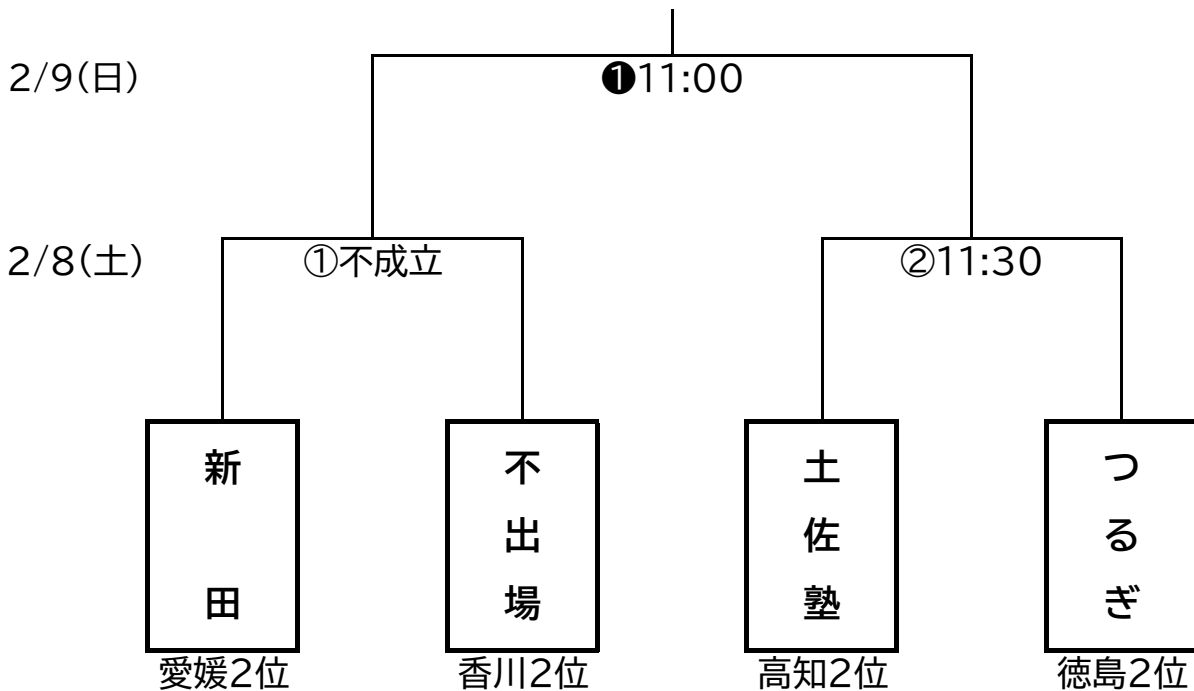 2/9(日)
❶11:00
2/8(土)
①不成立
②11:30
新田
不出場
土佐塾
つるぎ
愛媛2位
香川2位
高知2位
徳島2位